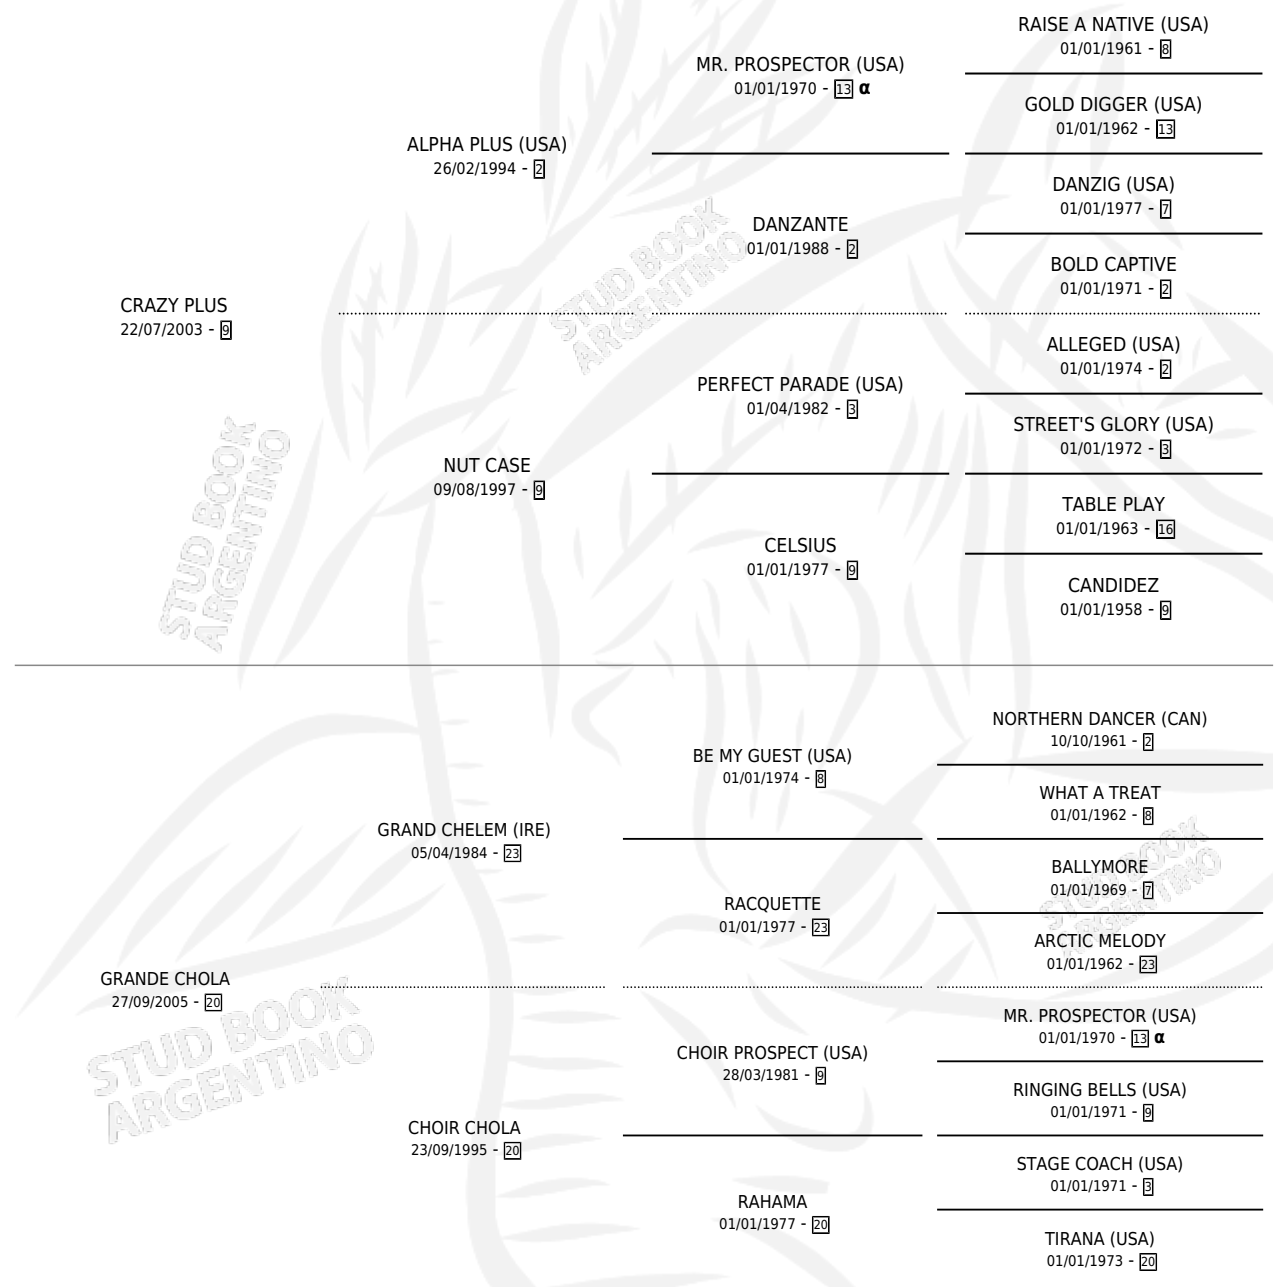 RAISE A NATIVE (USA)
01/01/1961 - 8
MR. PROSPECTOR (USA)
01/01/1970 - 13 α
GOLD DIGGER (USA)
01/01/1962 - 13
ALPHA PLUS (USA)
26/02/1994 - 2
DANZIG (USA)
01/01/1977 - 7
DANZANTE
01/01/1988 - 2
BOLD CAPTIVE
01/01/1971 - 2
CRAZY PLUS
22/07/2003 - 9
ALLEGED (USA)
01/01/1974 - 2
PERFECT PARADE (USA)
01/04/1982 - 3
STREET'S GLORY (USA)
01/01/1972 - 3
NUT CASE
09/08/1997 - 9
TABLE PLAY
01/01/1963 - 16
CELSIUS
01/01/1977 - 9
CANDIDEZ
01/01/1958 - 9
STUD BOOK
ARGENTINO
STUD BOOK
ARGENTINO
NORTHERN DANCER (CAN)
10/10/1961 - 2
BE MY GUEST (USA)
01/01/1974 - 8
WHAT A TREAT
01/01/1962 - 8
GRAND CHELEM (IRE)
05/04/1984 - 23
BALLYMORE
01/01/1969 - 7
RACQUETTE
01/01/1977 - 23
ARCTIC MELODY
01/01/1962 - 23
GRANDE CHOLA
27/09/2005 - 20
MR. PROSPECTOR (USA)
01/01/1970 - 13 α
CHOIR PROSPECT (USA)
28/03/1981 - 9
RINGING BELLS (USA)
01/01/1971 - 9
CHOIR CHOLA
23/09/1995 - 20
STAGE COACH (USA)
01/01/1971 - 3
RAHAMA
01/01/1977 - 20
TIRANA (USA)
01/01/1973 - 20
STUD BOOK
ARGENTINO
STUD BOOK
ARGENTINO